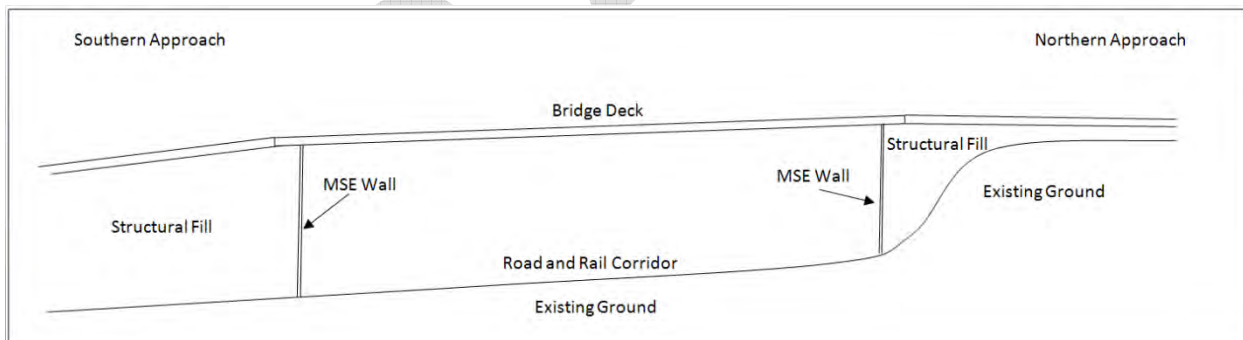 Southern Approach
Northern Approach
Bridge Deck
Structural Fill
MSE Wall
MSE Wall
Existing Ground
Structural Fill
Road and Rail Corridor
Existing Ground